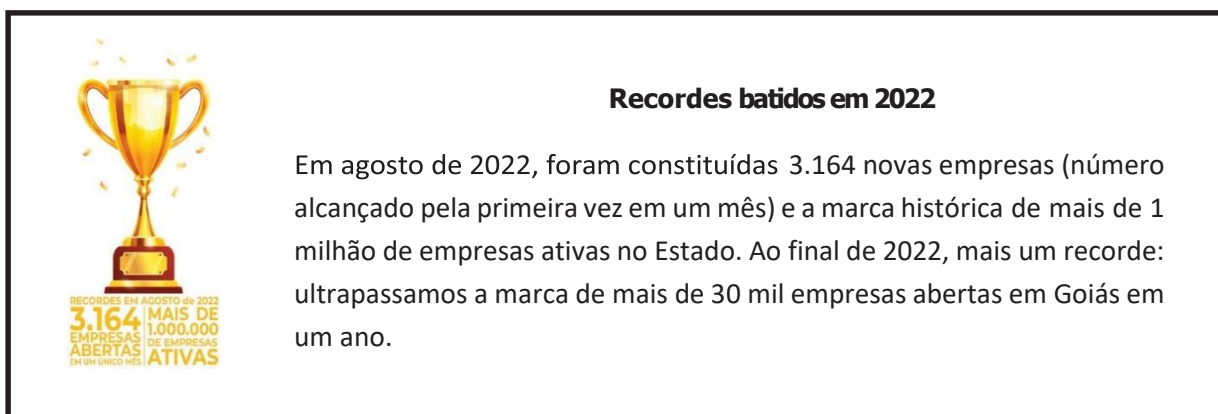 Recordes batidos em 2022
Em agosto de 2022, foram constituídas 3.164 novas empresas (número
alcançado pela primeira vez em um mês) e a marca histórica de mais de 1
milhão de empresas ativas no Estado. Ao final de 2022, mais um recorde:
ultrapassamos a marca de mais de 30 mil empresas abertas em Goiás em
um ano.
RECORDES EM AGOSTO de 2022
3.164
EMPRESAS
ABERTAS
EM UM ÚNICO MÊS
MAIS DE
1.000.000
DE EMPRESAS
ATIVAS